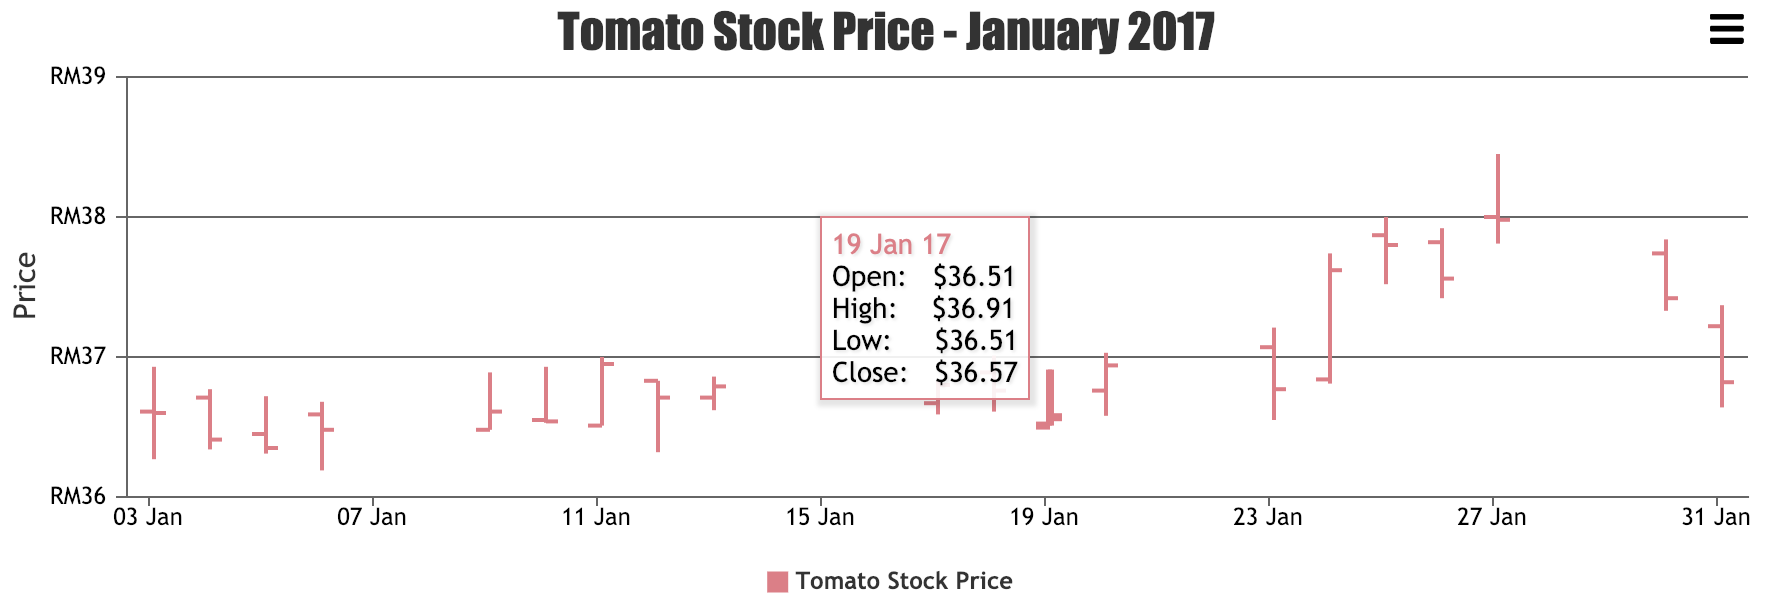 Tomato Stock Price - January 2017
RM39
RM38
RM37
RM36
Price
19 Jan 17
Open: $36.51
High: $36.91
Low: $36.51
Close: $36.57
03 Jan 07 Jan 11 Jan 15 Jan 19 Jan 23 Jan 27 Jan 31 Jan
Tomato Stock Price